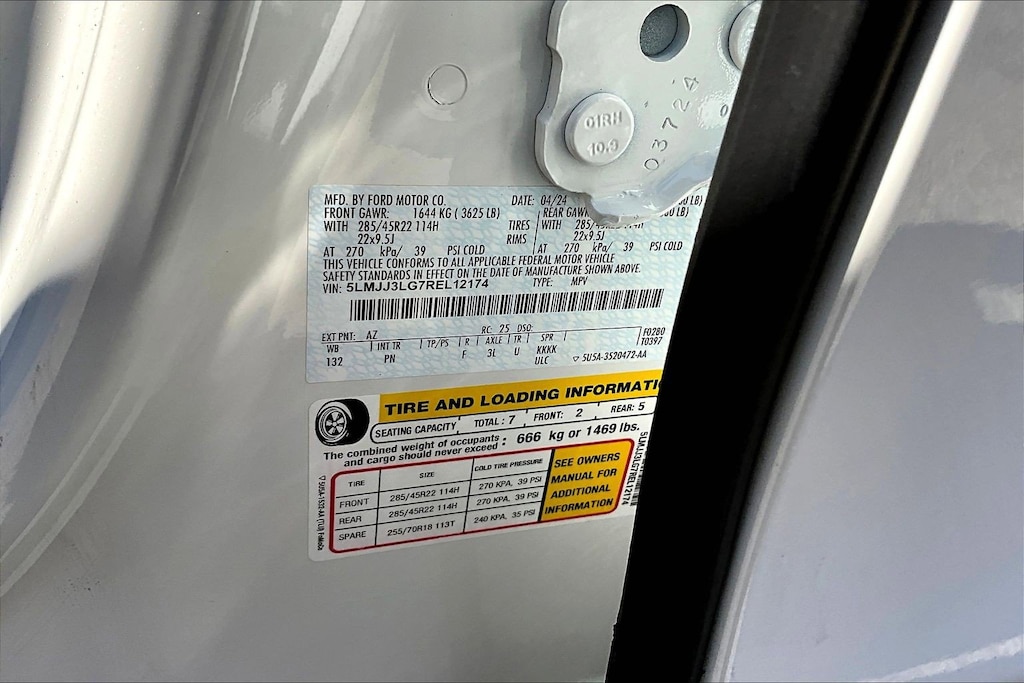 C1RH
10.9
03724
MFD. BY FORD MOTOR CO. DATE: 04/24
FRONT GAWR: 1644 KG ( 3625 LB) REAR GAW
WITH 285/45R22 114H TIRES WITH 285/45R22 114H
22x9.5J RIMS 22x9.5J
AT 270 kPa/ 39 PSI COLD AT 270 kPa/ 39 PSI COLD
THIS VEHICLE CONFORMS TO ALL APPLICABLE FEDERAL MOTOR VEHICLE
SAFETY STANDARDS IN EFFECT ON THE DATE OF MANUFACTURE SHOWN ABOVE.
VIN: 5LMJJ3LG7REL12174 TYPE: MPV
EXT PNT: AZ RC: 25 DSO: F0280
WB INT TR TP/PS R AXLE TR SPR T0397
132 PN F 3L U KKKK
ULC ▽ 5U5A-3520472-AA
TIRE AND LOADING INFORMATI
SEATING CAPACITY TOTAL : 7 FRONT: 2 REAR: 5
The combined weight of occupants and cargo should never exceed : 666 kg or 1469 lbs.
TIRE SIZE COLD TIRE PRESSURE
FRONT 285/45R22 114H 270 KPA, 39 PSI
REAR 285/45R22 114H 270 KPA, 39 PSI
SPARE 255/70R18 113T 240 KPA, 35 PSI
SEE OWNERS
MANUAL FOR
ADDITIONAL
INFORMATION
5LMJJ3LG7REL12174